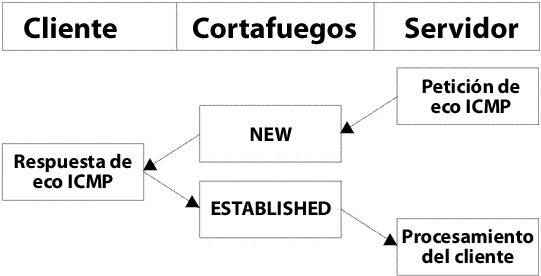 Cliente Cortafuegos Servidor
Petición de
eco ICMP
NEW
Respuesta de
eco ICMP
ESTABLISHED
Procesamiento
del cliente